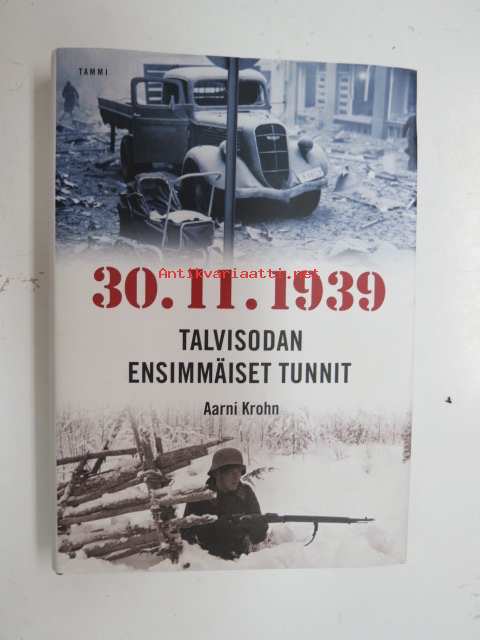 TAMMI
30.11.1939
Antikvariaatti.net
TALVISODAN
ENSIMMÄISET TUNNIT
Aarni Krohn